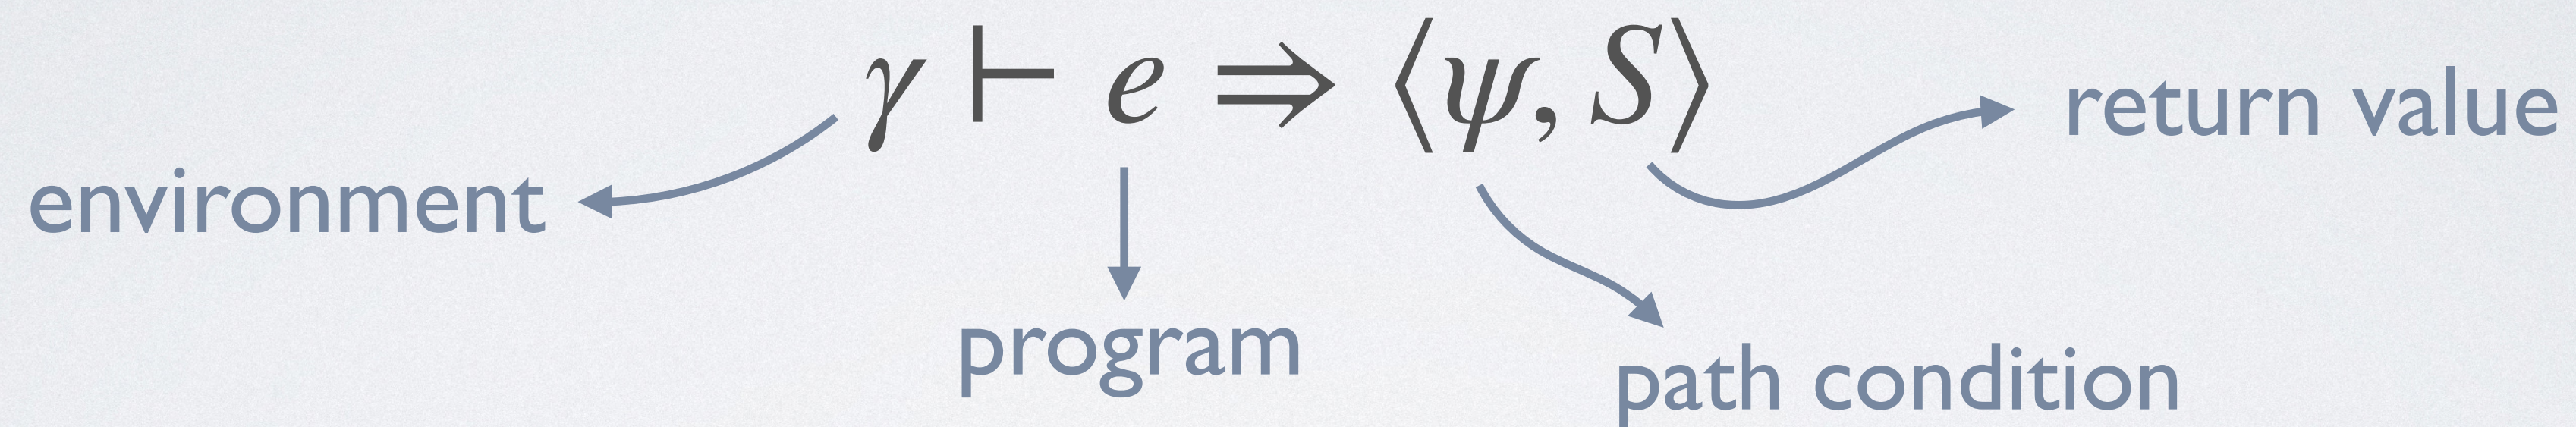 γ ⊢ e ⇒ ⟨ψ, S⟩
return value
environment
program
path condition